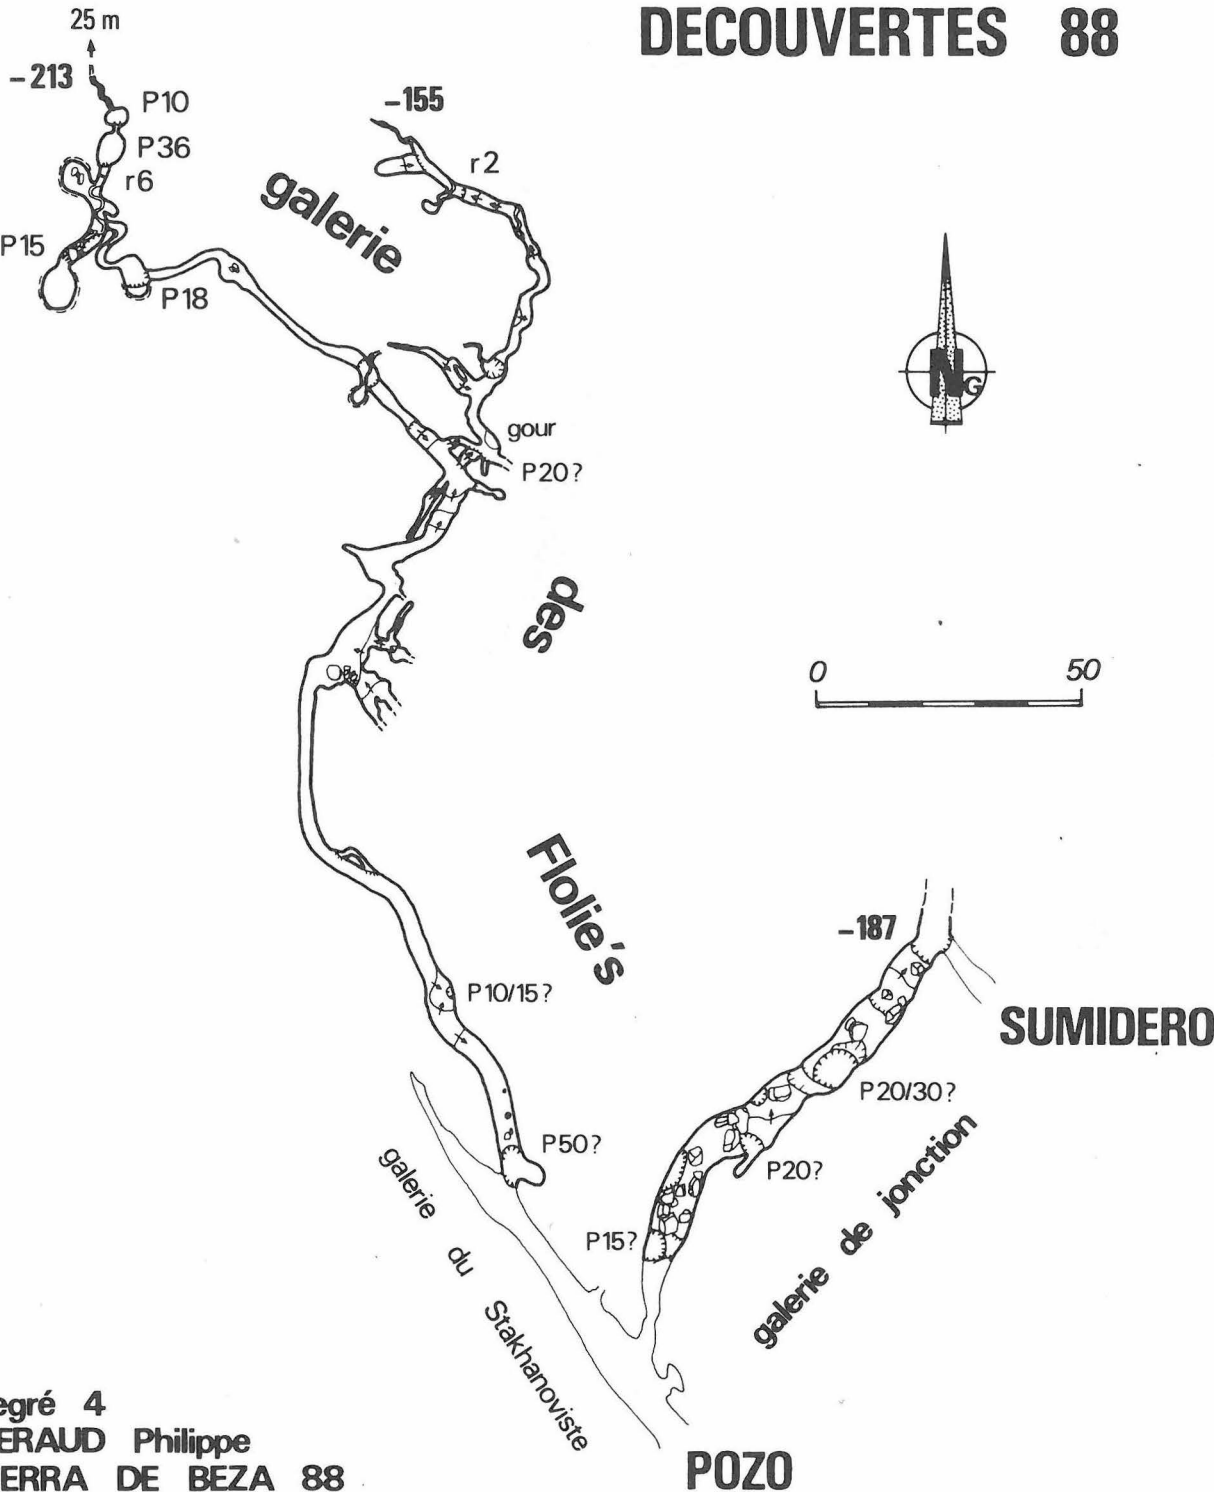 DECOUVERTES 88
25 m
-213
P10
P36
r6
P15
P18
-155
r2
galerie
N
G
gour
P20?
des
0 50
Flolie's
-187
P10/15?
SUMIDERO
P20/30?
P50?
P20?
P15?
galerie de jonction
galerie du Stakhanoviste
egré 4
ERAUD Philippe
ERRA DE BEZA 88
POZO